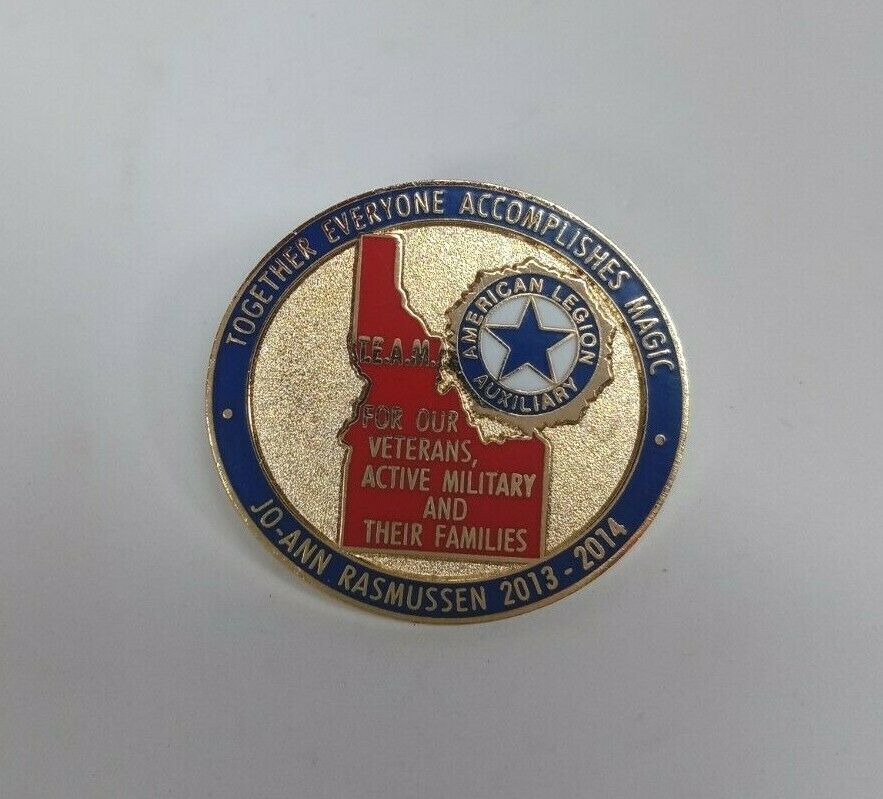 TOGETHER EVERYONE ACCOMPLISHES MAGIC
AMERICAN LEGION
AUXILIARY
T.E.A.M.
FOR OUR
VETERANS,
ACTIVE MILITARY
AND
THEIR FAMILIES
JO-ANN RASMUSSEN 2013-2014